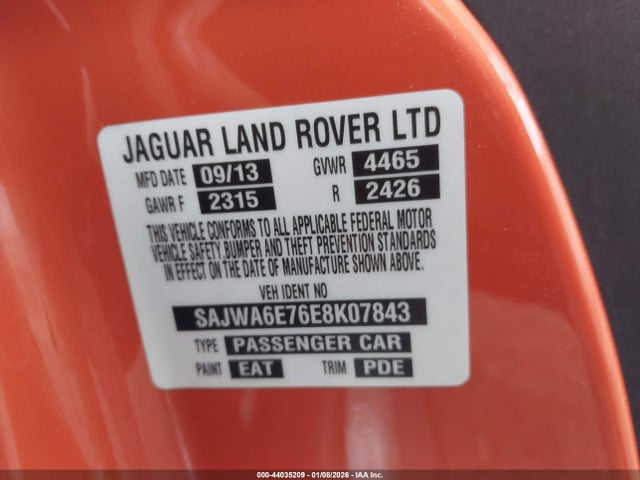 JAGUAR LAND ROVER LTD
MFD DATE 09/13 GVWR 4465
GAWR F 2315 R 2426
THIS VEHICLE CONFORMS TO ALL APPLICABLE FEDERAL MOTOR
VEHICLE SAFETY, BUMPER AND THEFT PREVENTION STANDARDS
IN EFFECT ON THE DATE OF MANUFACTURE SHOWN ABOVE.
VEH IDENT NO
SAJWA6E76E8K07843
TYPE PASSENGER CAR
PAINT EAT TRIM PDE
000-44035209 - 01/08/2026 - IAA Inc.